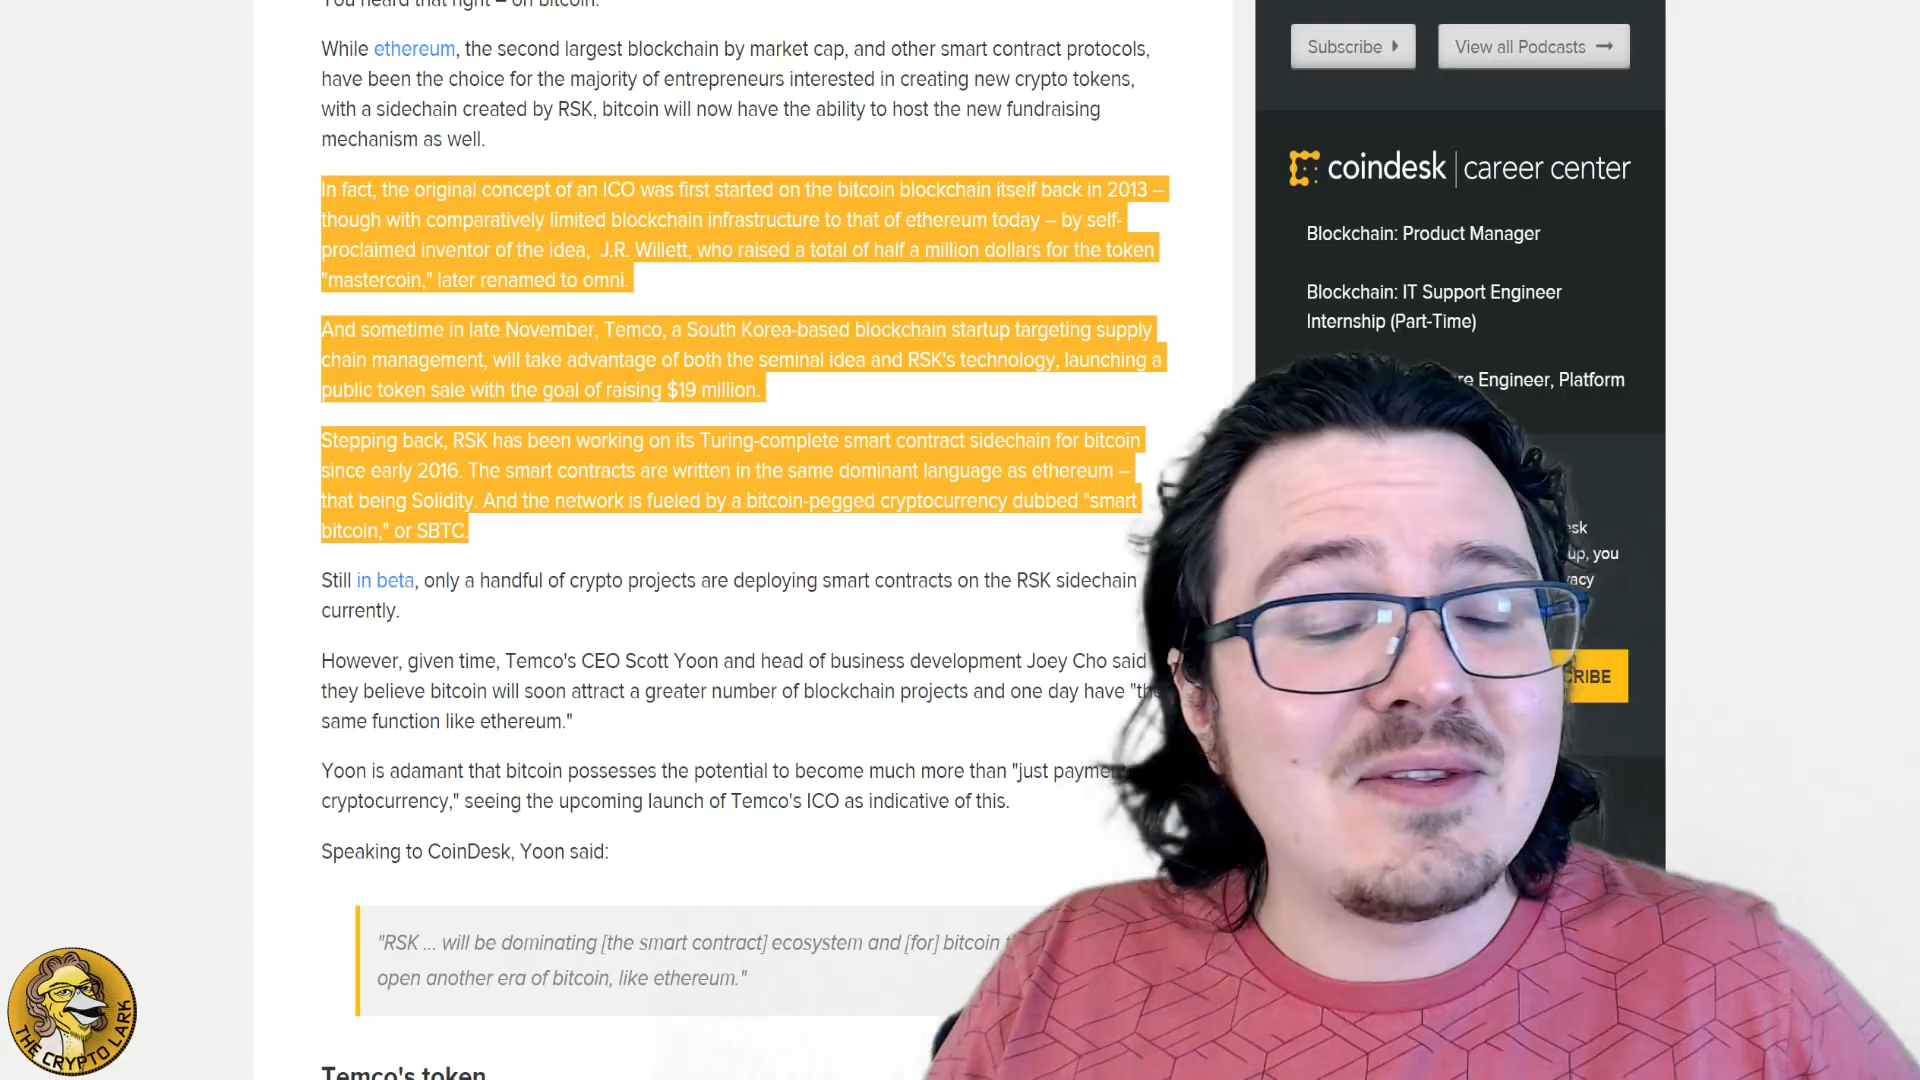 You heard that right – on bitcoin.
While ethereum, the second largest blockchain by market cap, and other smart contract protocols,
have been the choice for the majority of entrepreneurs interested in creating new crypto tokens,
with a sidechain created by RSK, bitcoin will now have the ability to host the new fundraising
mechanism as well.
In fact, the original concept of an ICO was first started on the bitcoin blockchain itself back in 2013 –
though with comparatively limited blockchain infrastructure to that of ethereum today – by self-
proclaimed inventor of the idea,  J.R. Willett, who raised a total of half a million dollars for the token
"mastercoin," later renamed to omni.
And sometime in late November, Temco, a South Korea-based blockchain startup targeting supply
chain management, will take advantage of both the seminal idea and RSK's technology, launching a
public token sale with the goal of raising $19 million.
Stepping back, RSK has been working on its Turing-complete smart contract sidechain for bitcoin
since early 2016. The smart contracts are written in the same dominant language as ethereum –
that being Solidity. And the network is fueled by a bitcoin-pegged cryptocurrency dubbed "smart
bitcoin," or SBTC.
Still in beta, only a handful of crypto projects are deploying smart contracts on the RSK sidechain
currently.
However, given time, Temco's CEO Scott Yoon and head of business development Joey Cho said
they believe bitcoin will soon attract a greater number of blockchain projects and one day have "the
same function like ethereum."
Yoon is adamant that bitcoin possesses the potential to become much more than "just payment
cryptocurrency," seeing the upcoming launch of Temco's ICO as indicative of this.
Speaking to CoinDesk, Yoon said:
"RSK ... will be dominating [the smart contract] ecosystem and [for] bitcoin
open another era of bitcoin, like ethereum."
Temco's token
Subscribe
View all Podcasts
coindesk | career center
Blockchain: Product Manager
Blockchain: IT Support Engineer
Internship (Part-Time)
Engineer, Platform
up, you
THE CRYPTO LARK